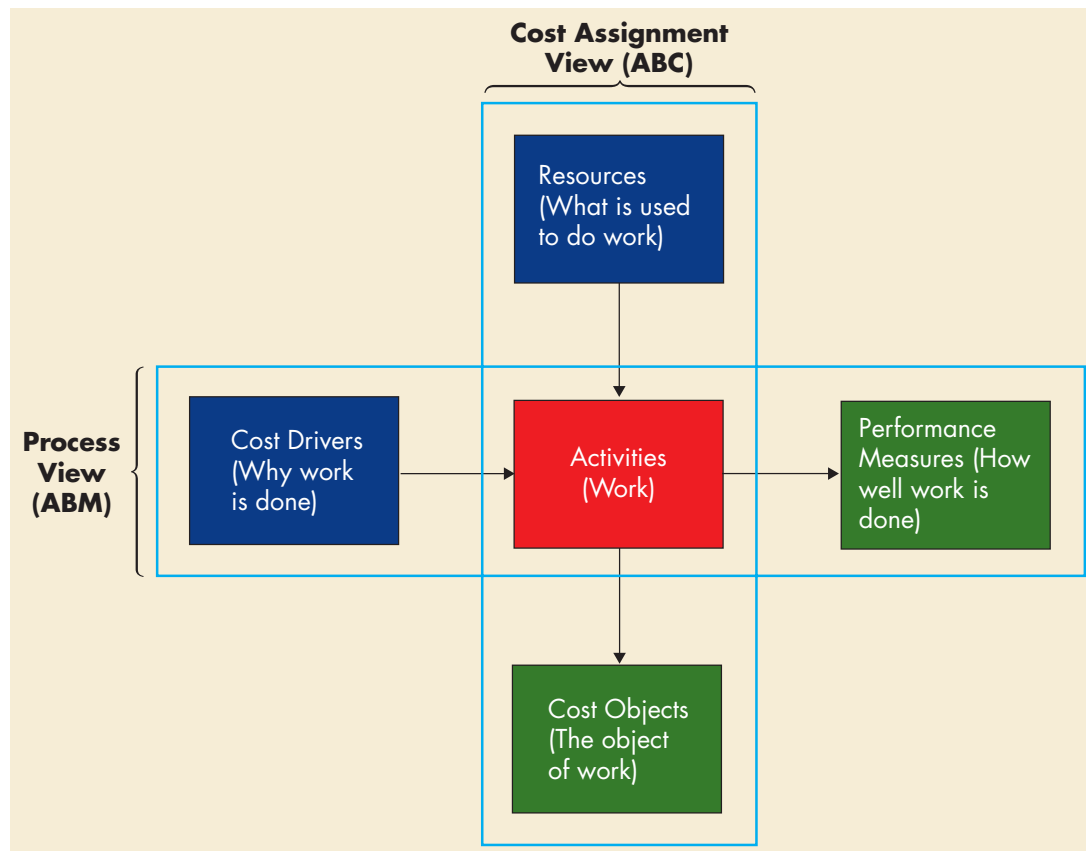 Cost Assignment
View (ABC)
Resources
(What is used
to do work)
Process
View
(ABM)
Cost Drivers
(Why work
is done)
Activities
(Work)
Performance
Measures (How
well work is
done)
Cost Objects
(The object
of work)